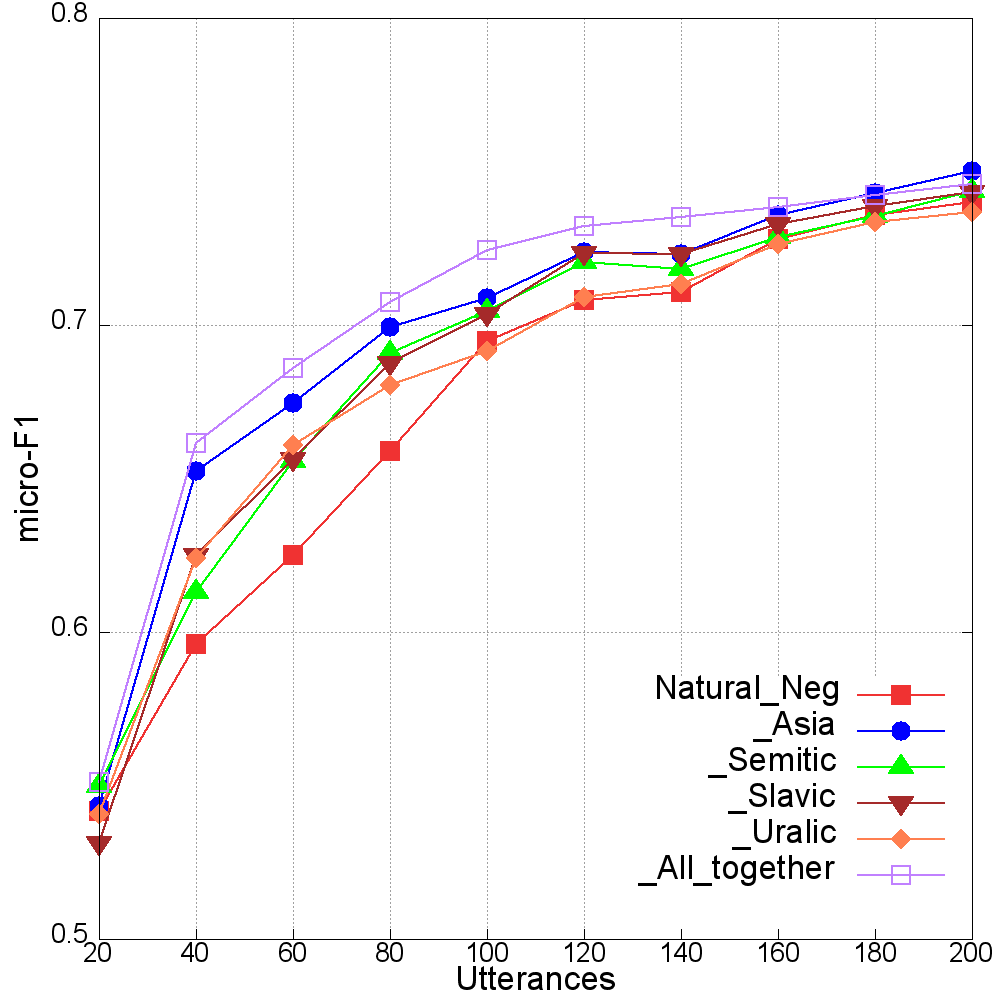 0.8
0.7
0.6
0.5
micro-F1
Natural_Neg
_Asia
_Semitic
_Slavic
_Uralic
_All_together
20 40 60 80 100 120 140 160 180 200
Utterances